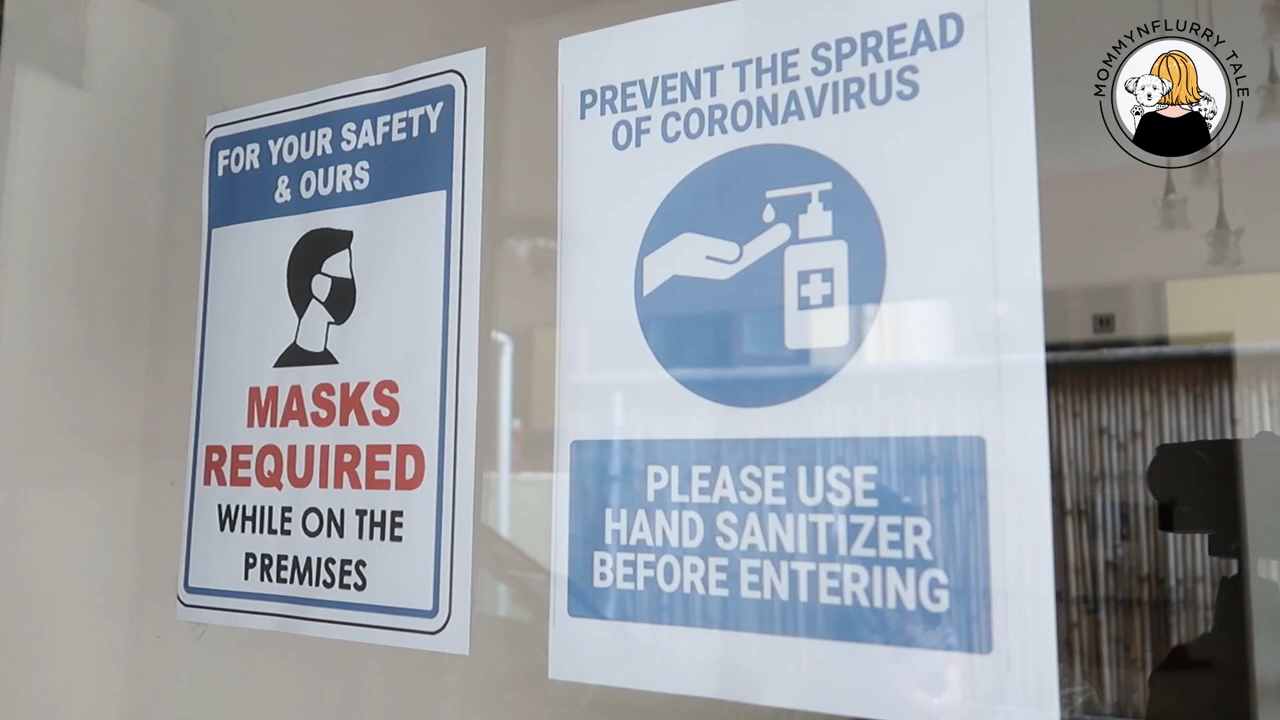 FOR YOUR SAFETY
& OURS
MASKS
REQUIRED
WHILE ON THE
PREMISES
PREVENT THE SPREAD
OF CORONAVIRUS
PLEASE USE
HAND SANITIZER
BEFORE ENTERING
MOMMYNFLURRY TALE